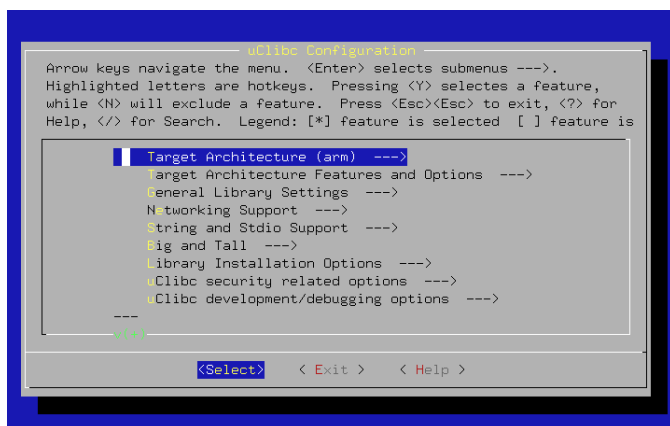 uClibc Configuration
Arrow keys navigate the menu.  <Enter> selects submenus --->.
Highlighted letters are hotkeys.  Pressing <Y> selectes a feature,
while <N> will exclude a feature.  Press <Esc><Esc> to exit, <?> for
Help, </> for Search.  Legend: [*] feature is selected  [ ] feature is
Target Architecture (arm)  --->
Target Architecture Features and Options  --->
General Library Settings  --->
Networking Support  --->
String and Stdio Support  --->
Big and Tall  --->
Library Installation Options  --->
uClibc security related options  --->
uClibc development/debugging options  --->
---
<Select>    < Exit >    < Help >